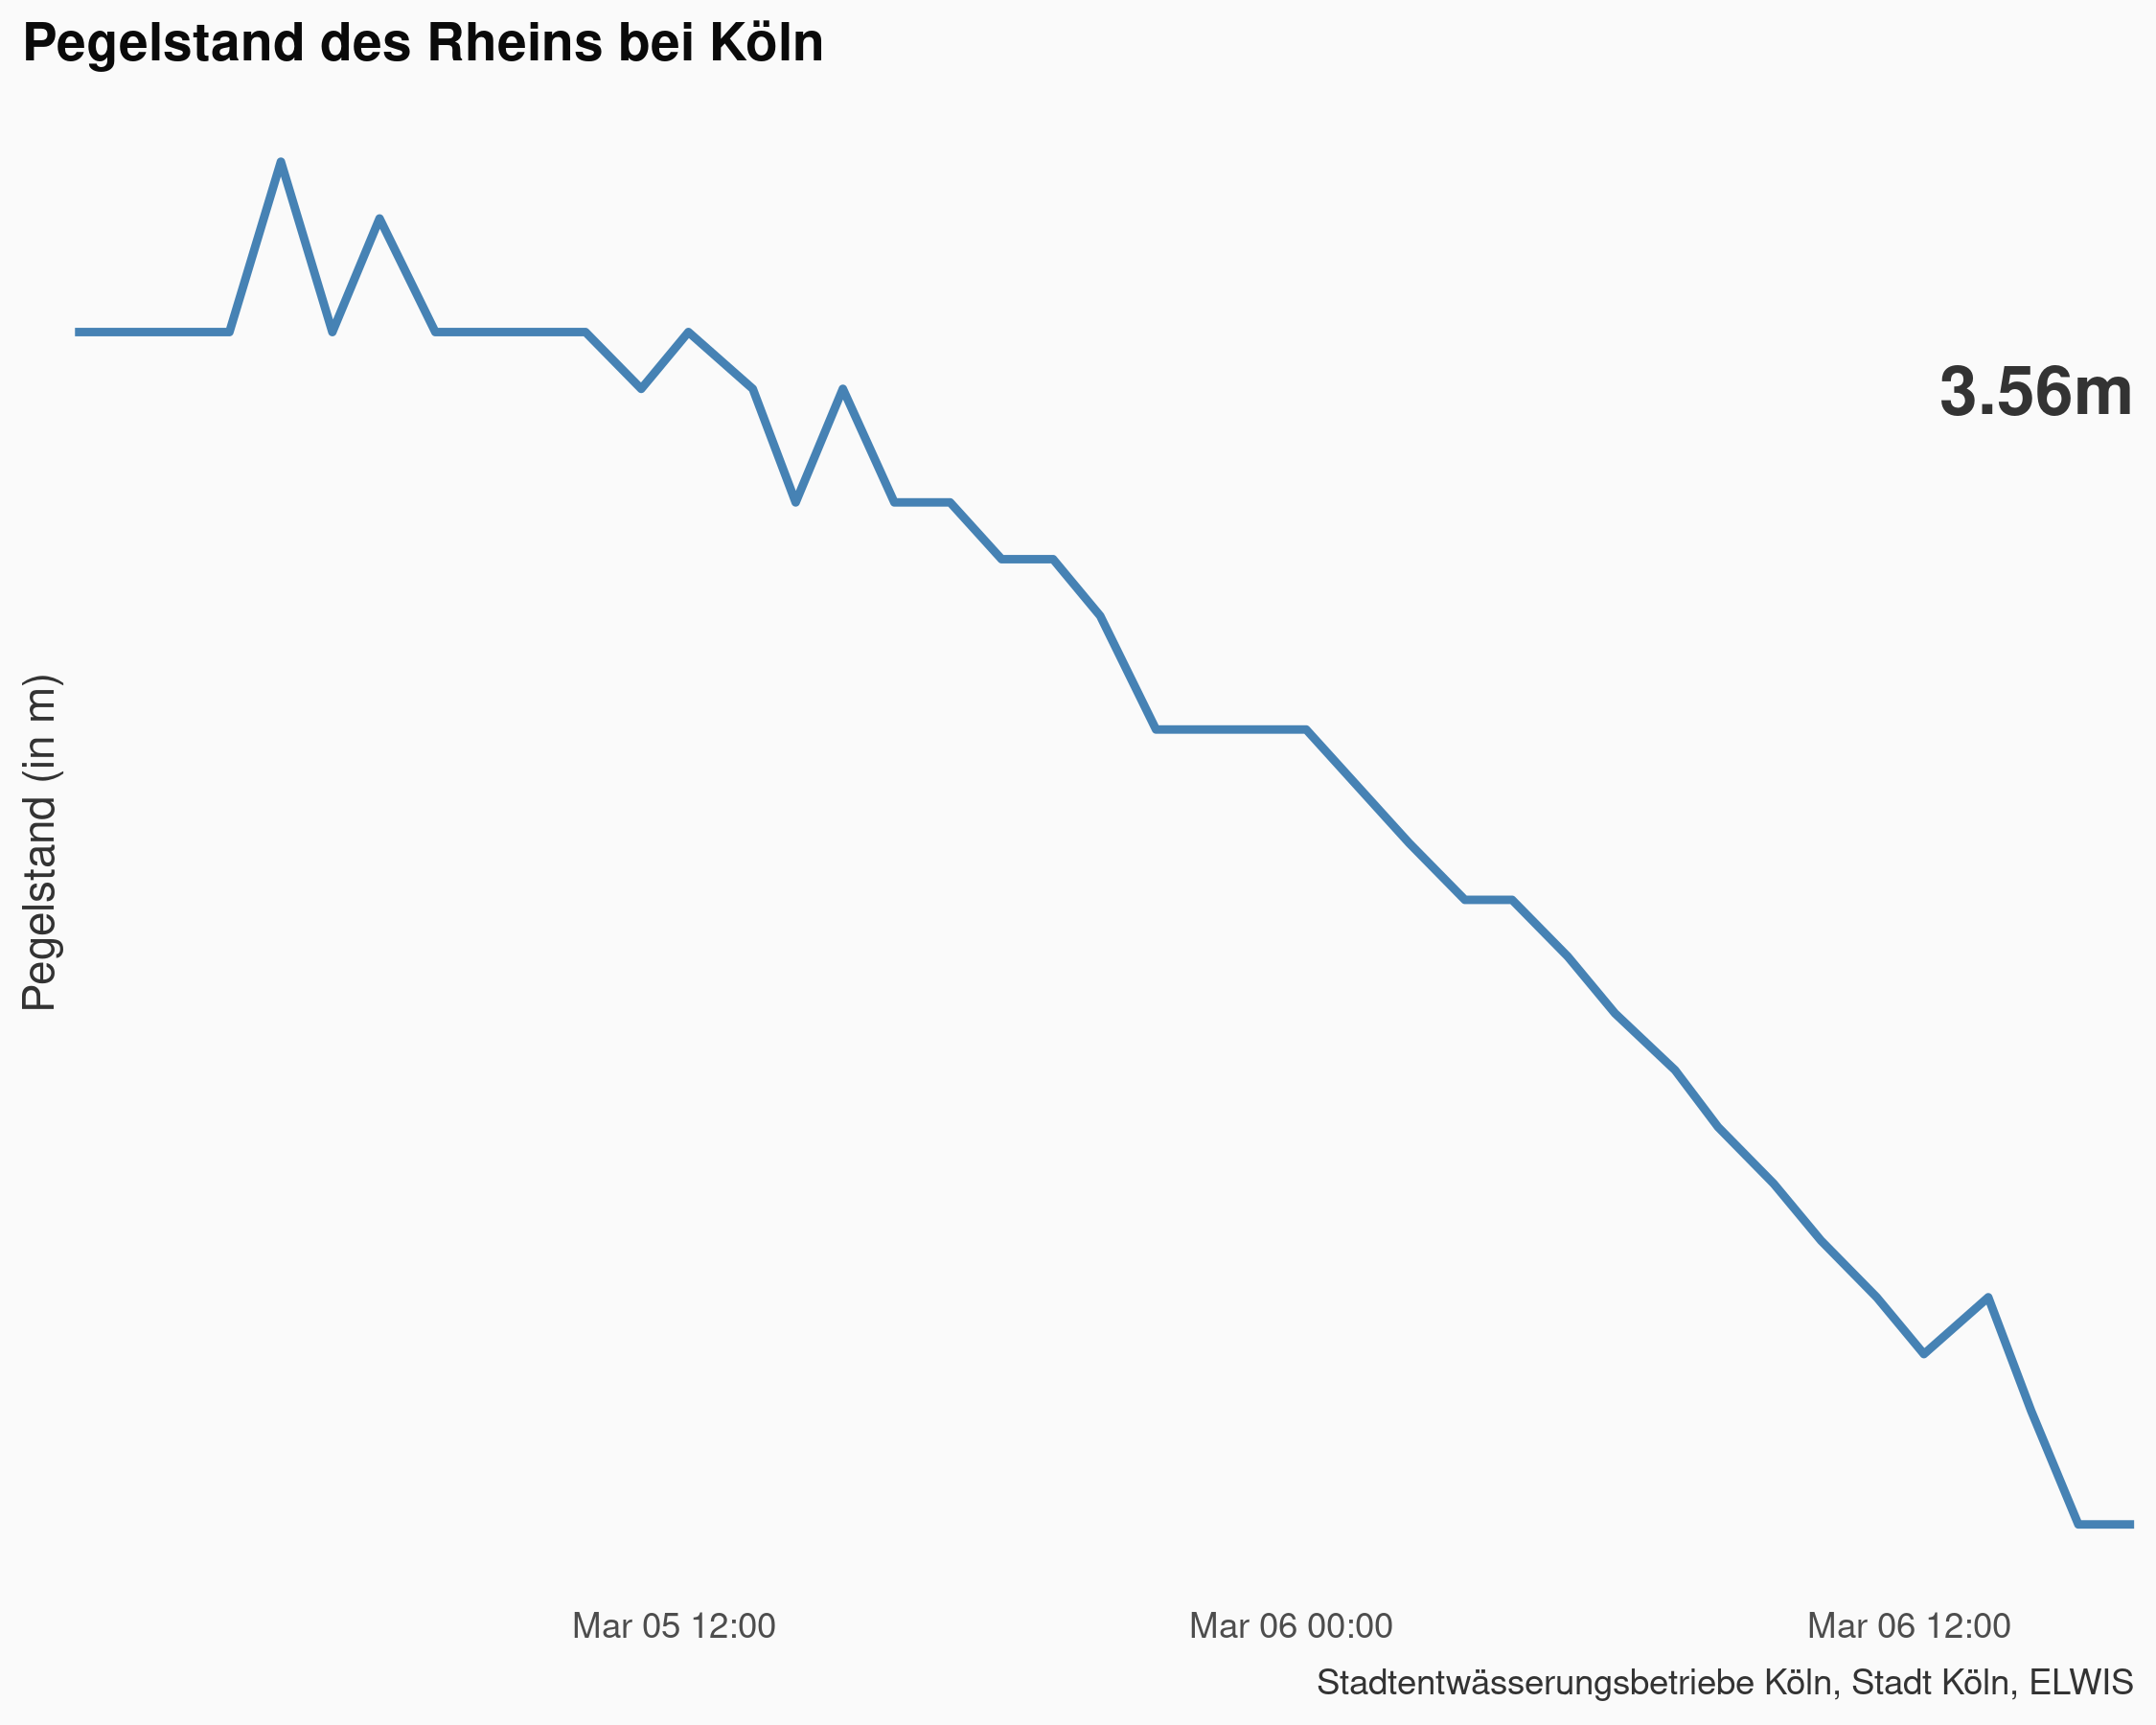 Pegelstand des Rheins bei Köln
3.56m
Pegelstand (in m)
Mar 05 12:00
Mar 06 00:00
Mar 06 12:00
Stadtentwässerungsbetriebe Köln, Stadt Köln, ELWIS